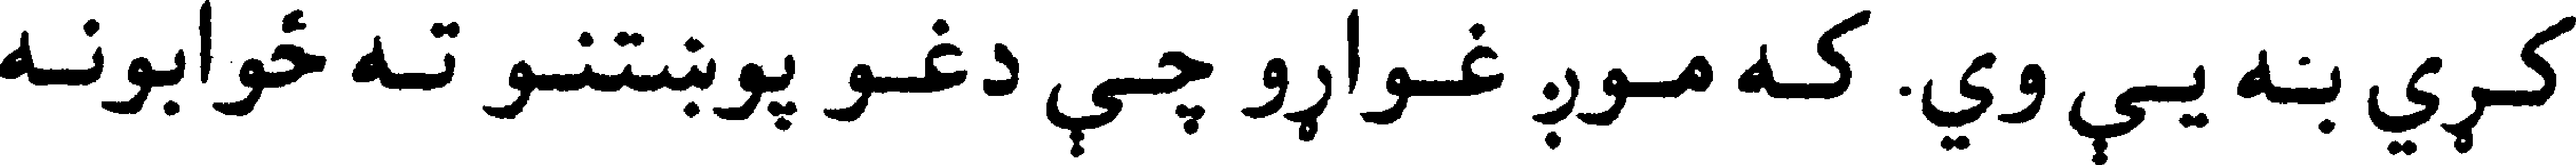 کړي بنه يې وي. که موږ غواړو چې دغو پوښتنو ته ځوابونه